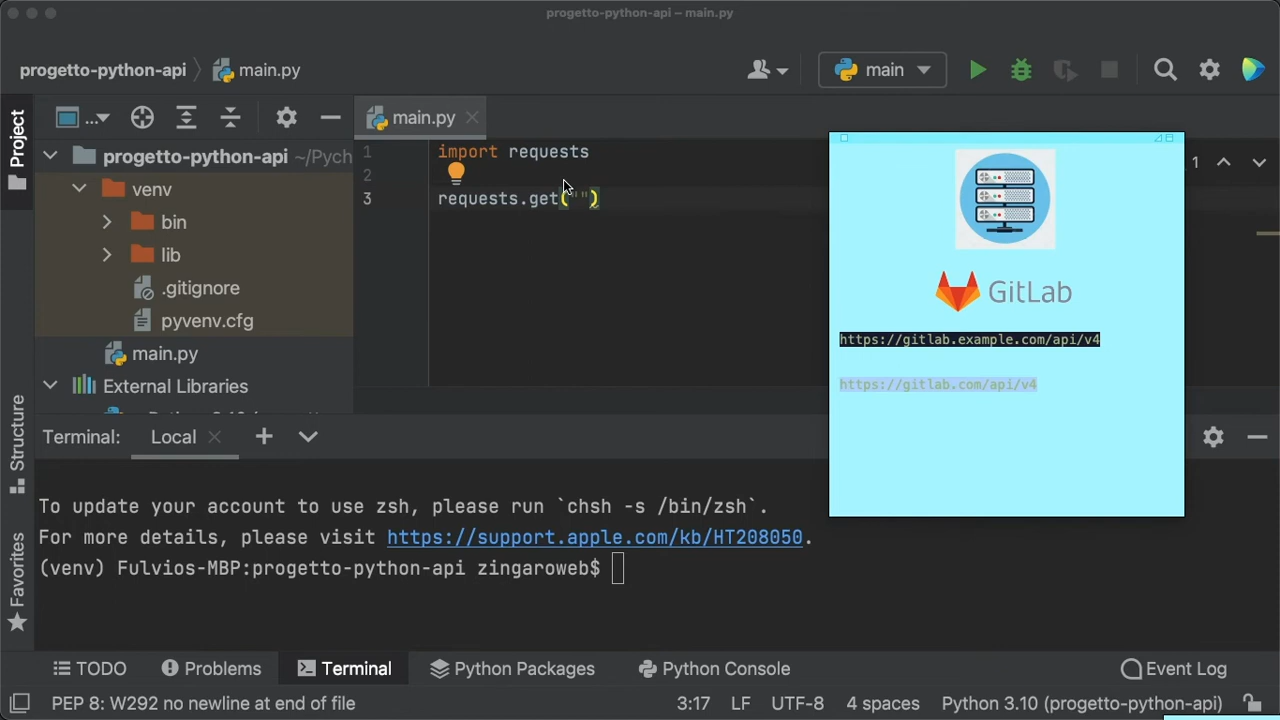 progetto-python-api – main.py
progetto-python-api
main.py
main
Project
...
main.py
progetto-python-api ~/Pych
venv
bin
lib
.gitignore
pyvenv.cfg
main.py
External Libraries
1
2
3
import requests
requests.get("")
1
GitLab
https://gitlab.example.com/api/v4
https://gitlab.com/api/v4
Structure
Favorites
Terminal:
Local
To update your account to use zsh, please run `chsh -s /bin/zsh`.
For more details, please visit https://support.apple.com/kb/HT208050.
(venv) Fulvios-MBP:progetto-python-api zingaroweb$
TODO
Problems
Terminal
Python Packages
Python Console
Event Log
PEP 8: W292 no newline at end of file
3:17
LF
UTF-8
4 spaces
Python 3.10 (progetto-python-api)